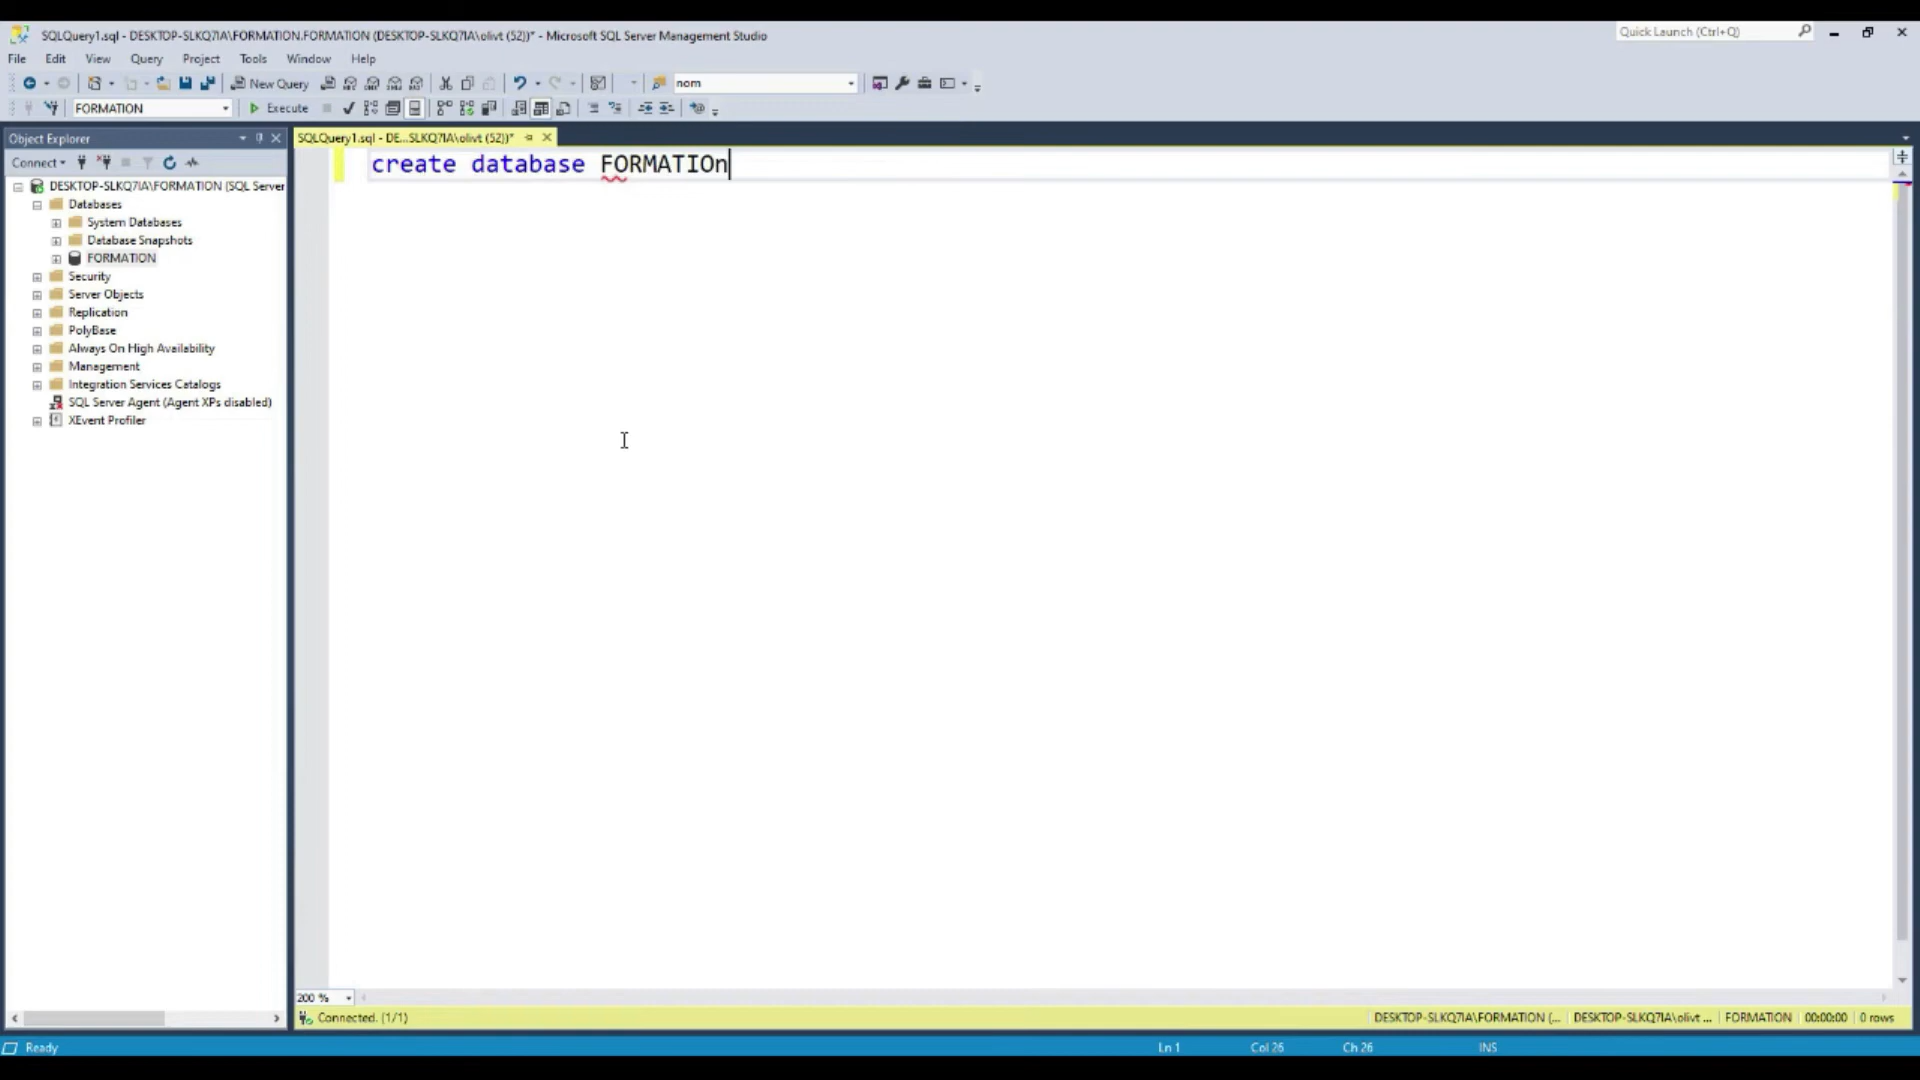 SQLQuery1.sql - DESKTOP-SLKQ7IA\FORMATION.FORMATION (DESKTOP-SLKQ7IA\olivt (52))* - Microsoft SQL Server Management Studio
Quick Launch (Ctrl+Q)
File Edit View Query Project Tools Window Help
New Query nom
FORMATION Execute
Object Explorer
SQLQuery1.sql - DE...SLKQ7IA\olivt (52))*
Connect
create database FORMATIOn
DESKTOP-SLKQ7IA\FORMATION (SQL Server
Databases
System Databases
Database Snapshots
FORMATION
Security
Server Objects
Replication
PolyBase
Always On High Availability
Management
Integration Services Catalogs
SQL Server Agent (Agent XPs disabled)
XEvent Profiler
200 %
Connected. (1/1)
DESKTOP-SLKQ7IA\FORMATION (... DESKTOP-SLKQ7IA\olivt ... FORMATION 00:00:00 0 rows
Ready
Ln 1 Col 26 Ch 26 INS